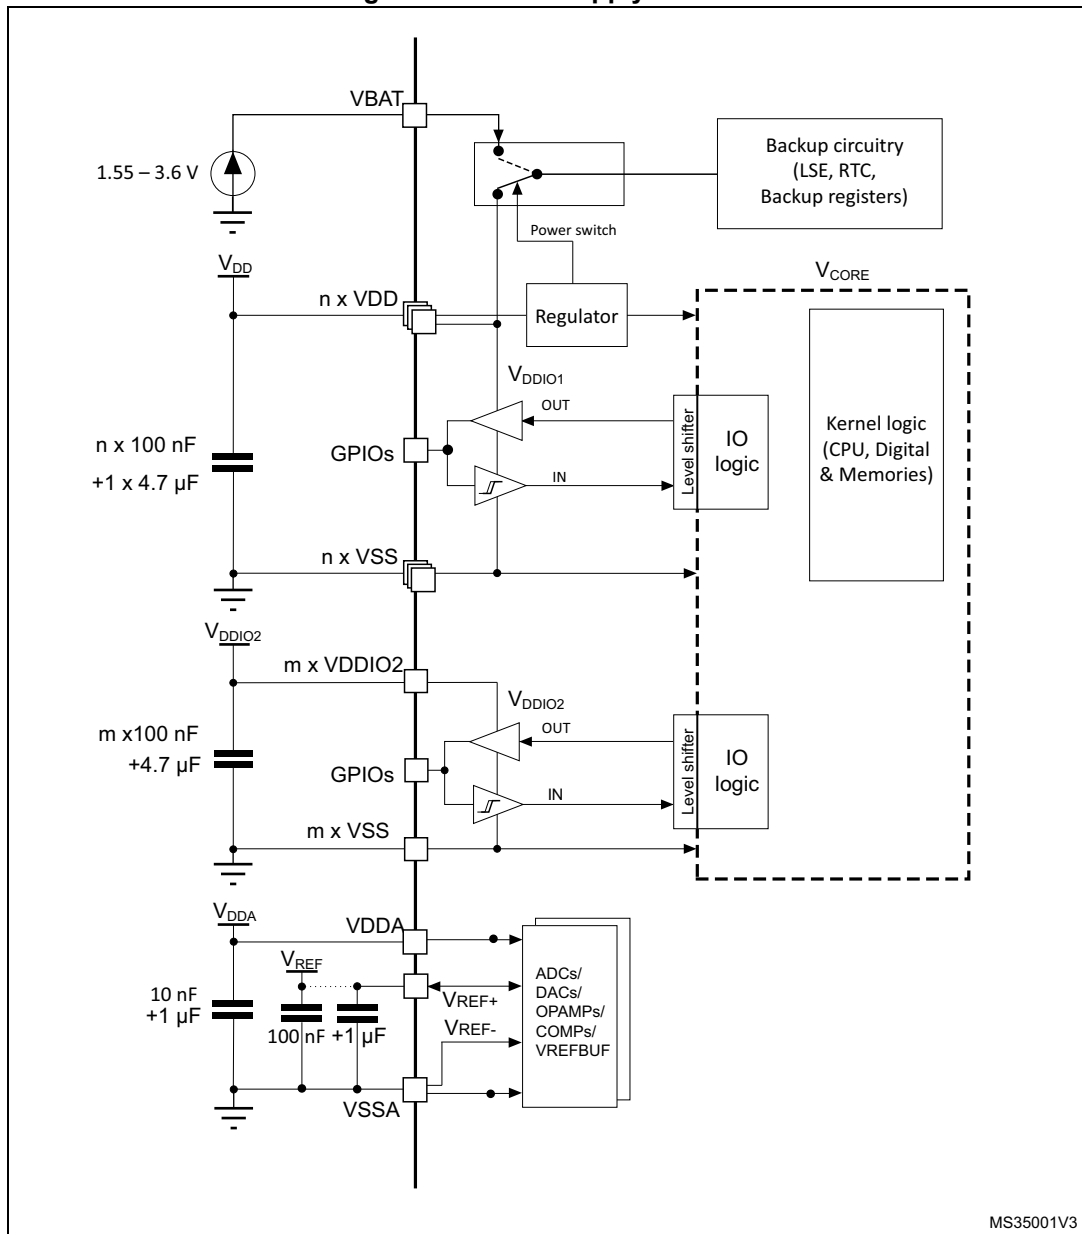 VBAT
1.55 – 3.6 V
Backup circuitry
(LSE, RTC,
Backup registers)
Power switch
VDD
n x VDD
Regulator
VCORE
VDDIO1
OUT
n x 100 nF
+1 x 4.7 µF
GPIOs
IN
Level shifter
IO
logic
Kernel logic
(CPU, Digital
& Memories)
n x VSS
VDDIO2
m x VDDIO2
VDDIO2
OUT
m x100 nF
+4.7 µF
GPIOs
IN
Level shifter
IO
logic
m x VSS
VDDA
VDDA
VREF
10 nF
+1 µF
100 nF
+1 µF
VREF+
VREF-
ADCs/
DACs/
OPAMPs/
COMPs/
VREFBUF
VSSA
MS35001V3